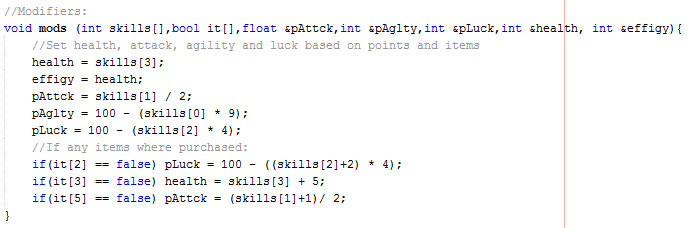 //Modifiers:
void mods (int skills[],bool it[],float &pAttck,int &pAglty,int &pLuck,int &health, int &effigy){
//Set health, attack, agility and luck based on points and items
health = skills[3];
effigy = health;
pAttck = skills[1] / 2;
pAglty = 100 - (skills[0] * 9);
pLuck = 100 - (skills[2] * 4);
//If any items where purchased:
if(it[2] == false) pLuck = 100 - ((skills[2]+2) * 4);
if(it[3] == false) health = skills[3] + 5;
if(it[5] == false) pAttck = (skills[1]+1)/ 2;
}